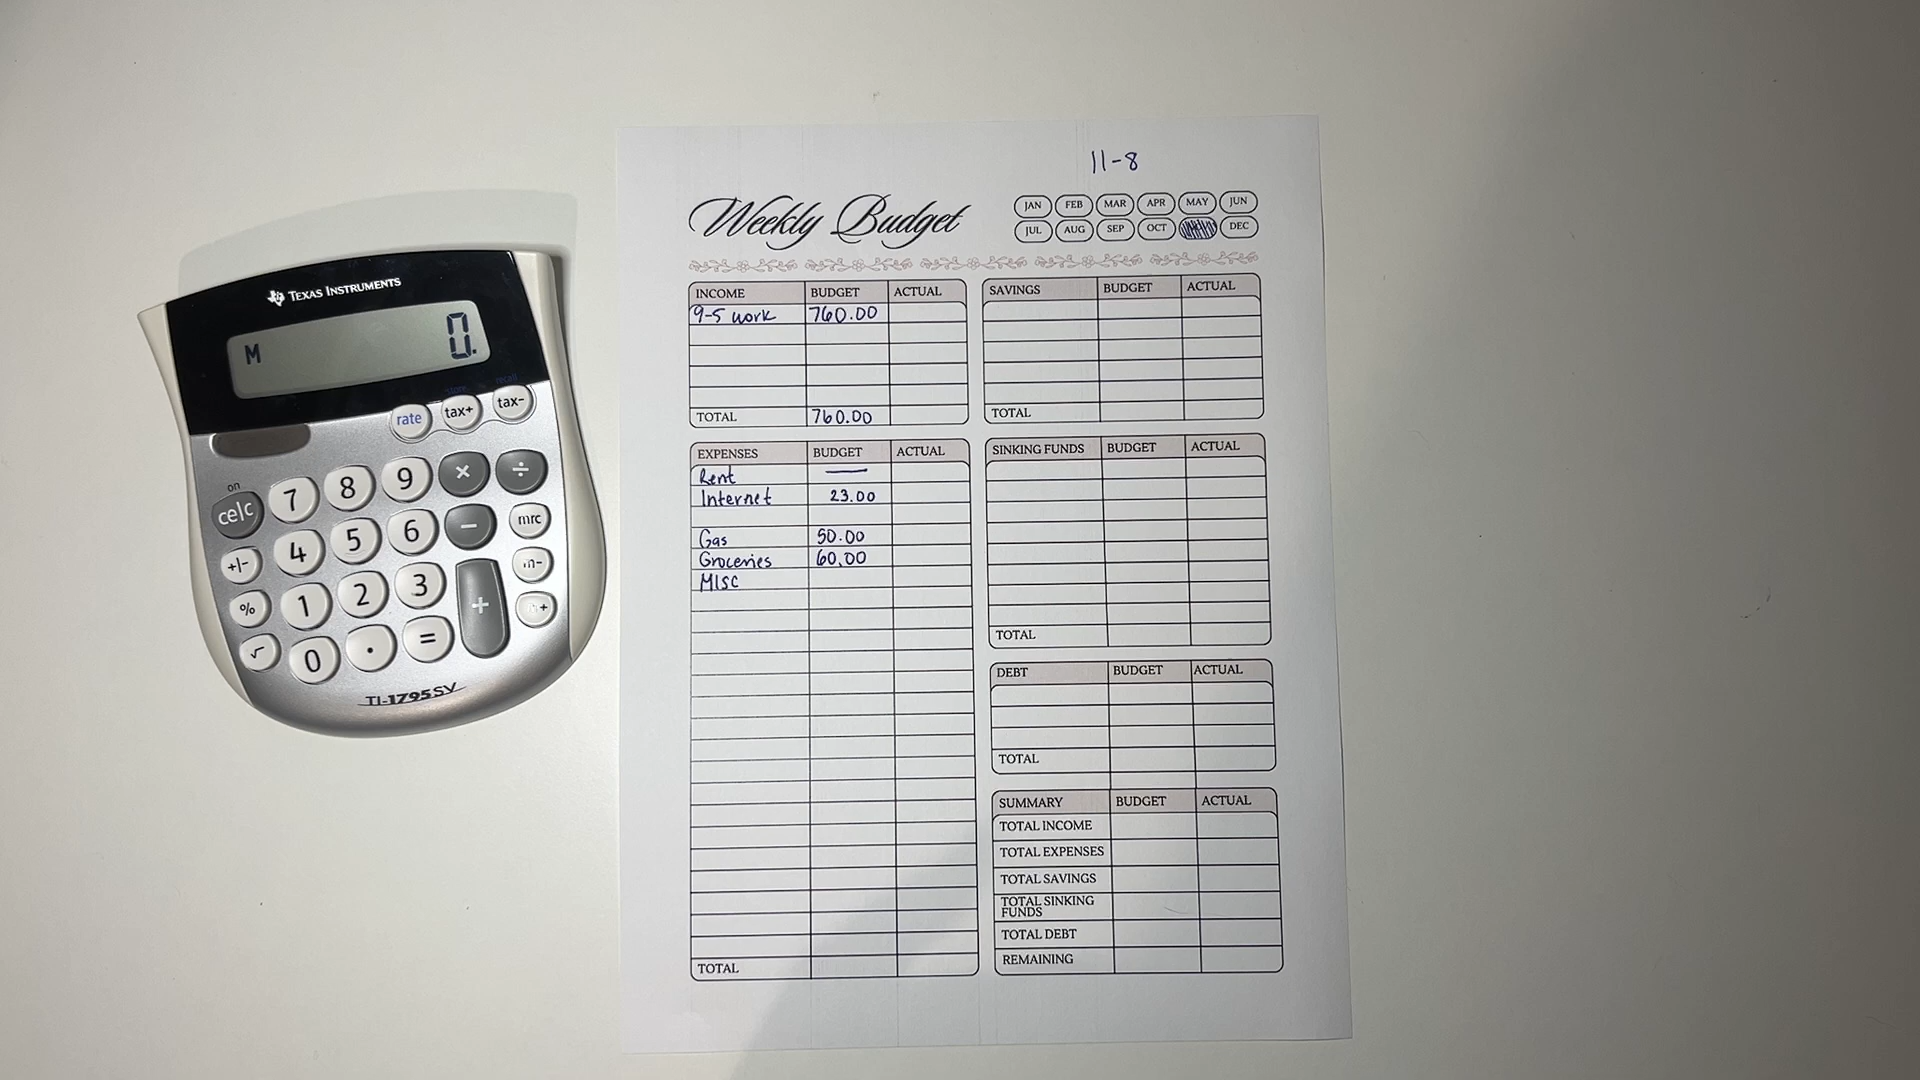 11-8
Weekly Budget
JAN FEB MAR APR MAY JUN
JUL AUG SEP OCT DEC
TEXAS INSTRUMENTS
M 0.
store recall
rate tax+ tax-
on
ce|c 7 8 9 × ÷
+|- 4 5 6 − mrc
% 1 2 3 + m-
√ 0 . =
TI-1795 SV
INCOME BUDGET ACTUAL
9-5 work 760.00
TOTAL 760.00
EXPENSES BUDGET ACTUAL
Rent —
Internet 23.00
Gas 50.00
Groceries 60.00
MISC
TOTAL
SAVINGS BUDGET ACTUAL
TOTAL
SINKING FUNDS BUDGET ACTUAL
TOTAL
DEBT BUDGET ACTUAL
TOTAL
SUMMARY BUDGET ACTUAL
TOTAL INCOME
TOTAL EXPENSES
TOTAL SAVINGS
TOTAL SINKING
FUNDS
TOTAL DEBT
REMAINING